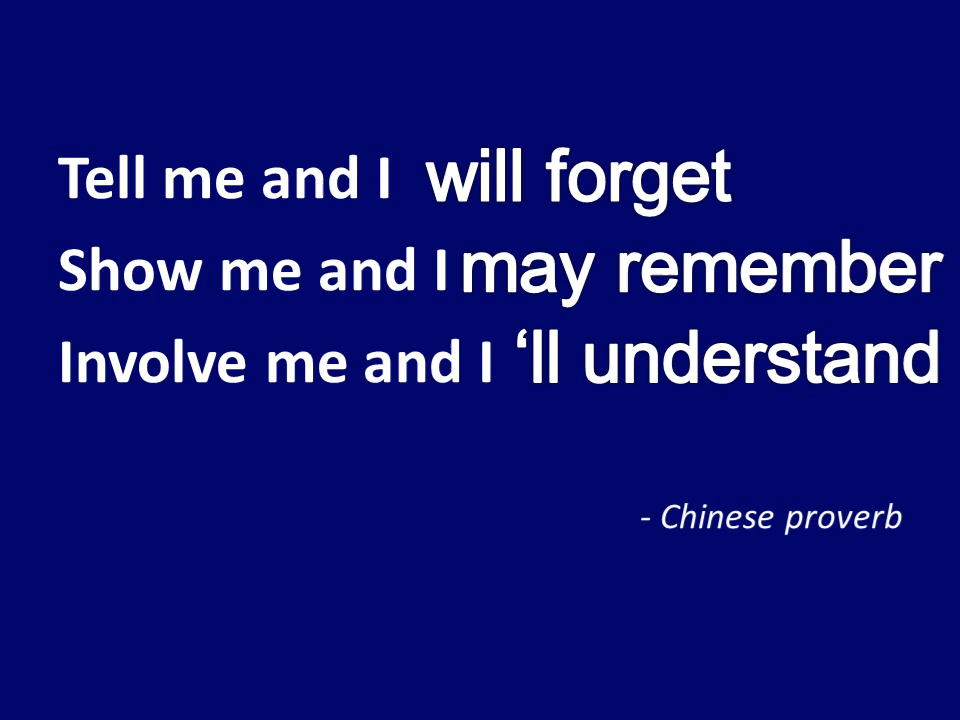 Tell me and I will forget
Show me and I may remember
Involve me and I ‘ll understand
- Chinese proverb